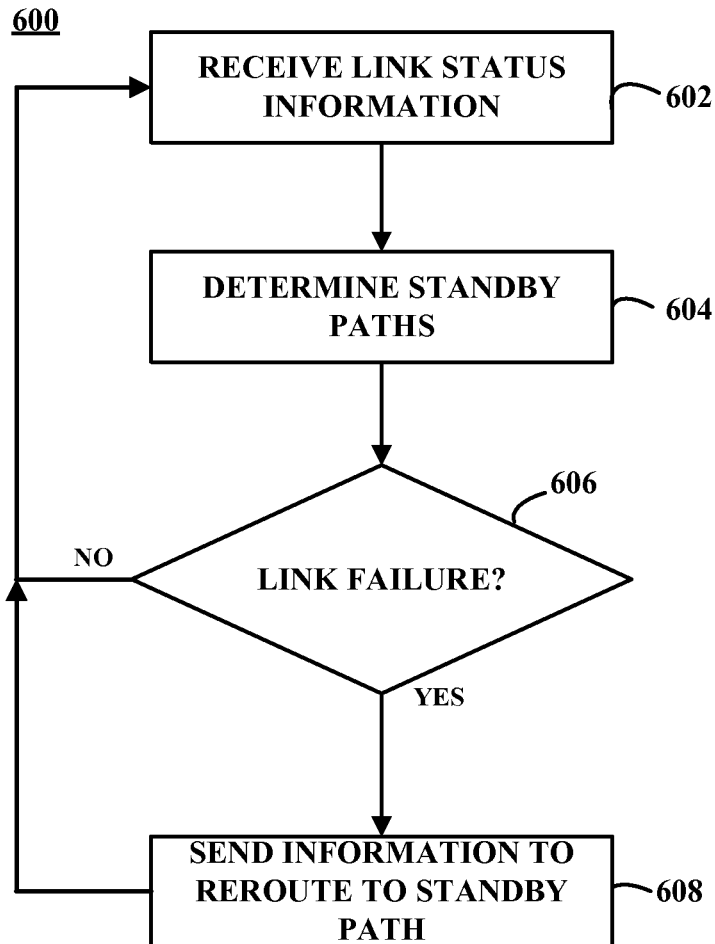 600
RECEIVE LINK STATUS
INFORMATION
602
DETERMINE STANDBY
PATHS
604
606
LINK FAILURE?
NO
YES
SEND INFORMATION TO
REROUTE TO STANDBY
PATH
608